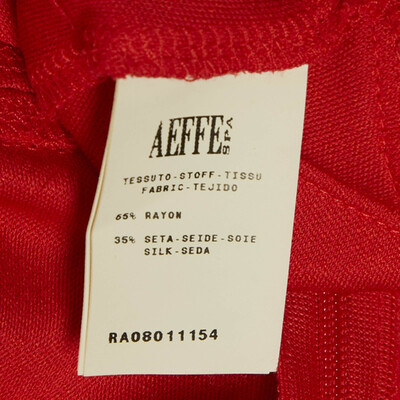 AEFFE SPA
TESSUTO-STOFF-TISSU
FABRIC-TEJIDO
65% RAYON
35% SETA-SEIDE-SOIE
SILK-SEDA
RA08011154